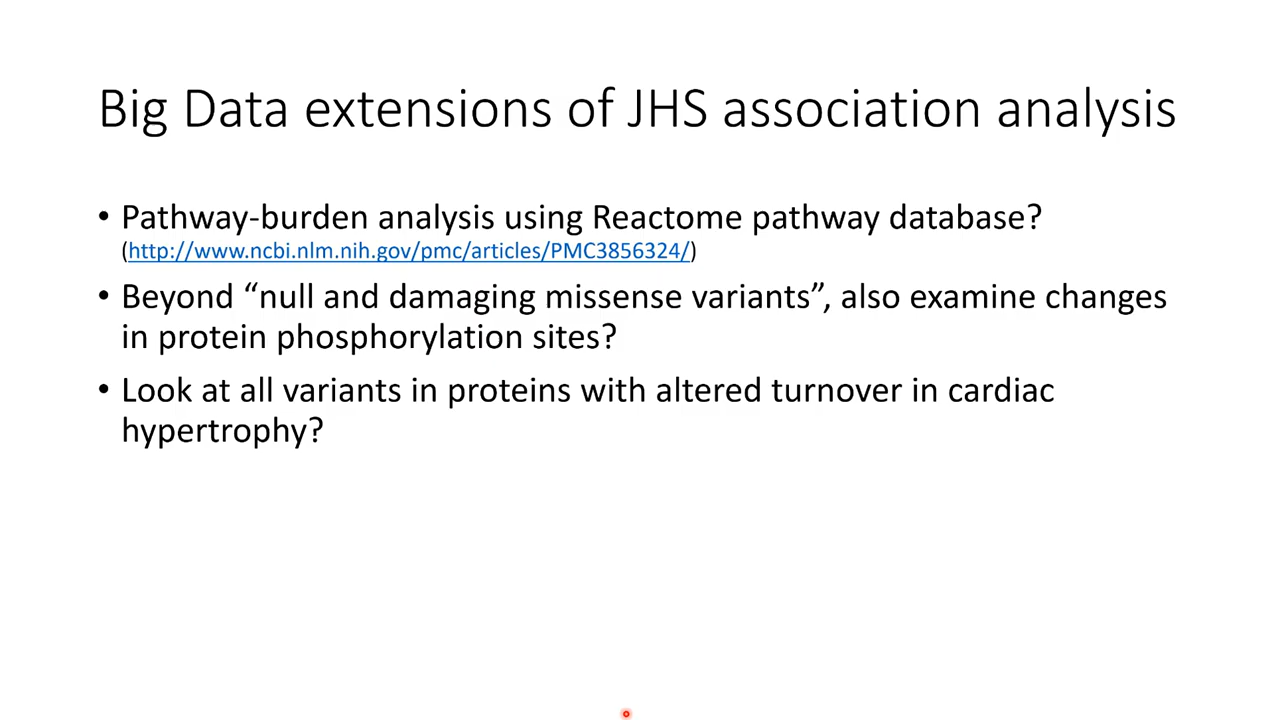 Big Data extensions of JHS association analysis
• Pathway-burden analysis using Reactome pathway database?
(http://www.ncbi.nlm.nih.gov/pmc/articles/PMC3856324/)
• Beyond “null and damaging missense variants”, also examine changes
in protein phosphorylation sites?
• Look at all variants in proteins with altered turnover in cardiac
hypertrophy?